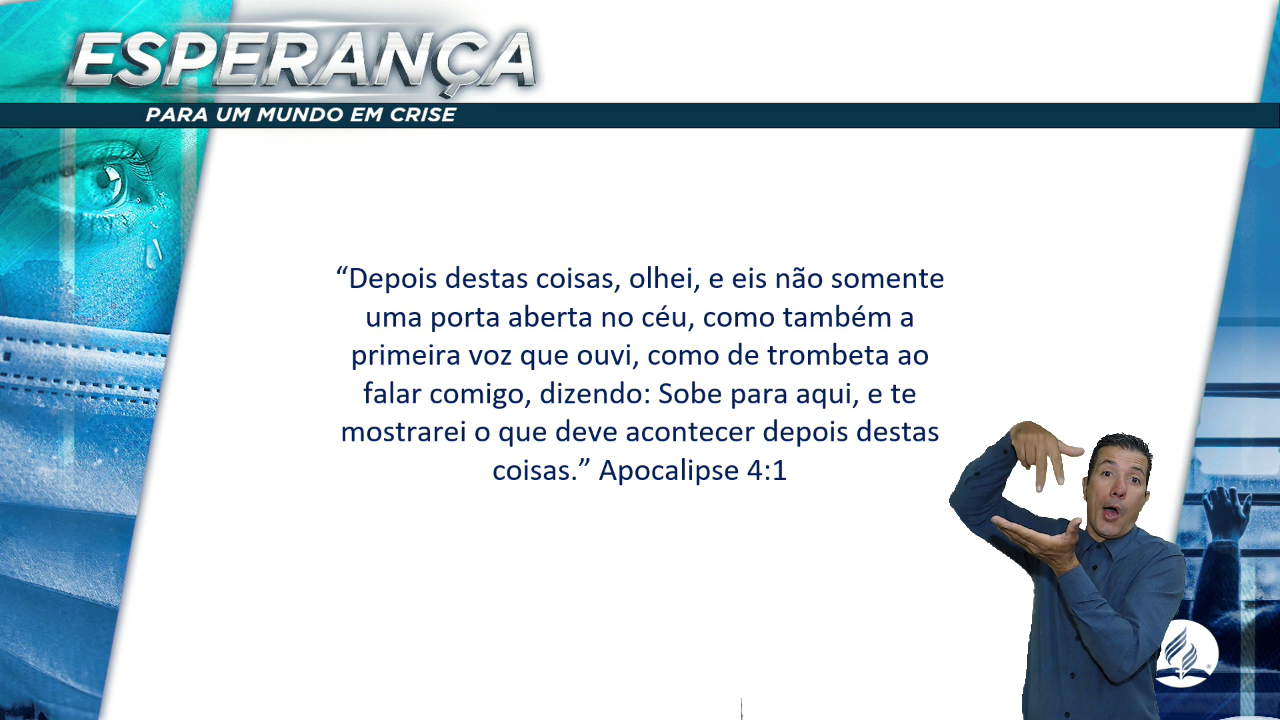 ESPERANÇA
PARA UM MUNDO EM CRISE
“Depois destas coisas, olhei, e eis não somente
uma porta aberta no céu, como também a
primeira voz que ouvi, como de trombeta ao
falar comigo, dizendo: Sobe para aqui, e te
mostrarei o que deve acontecer depois destas
coisas.” Apocalipse 4:1